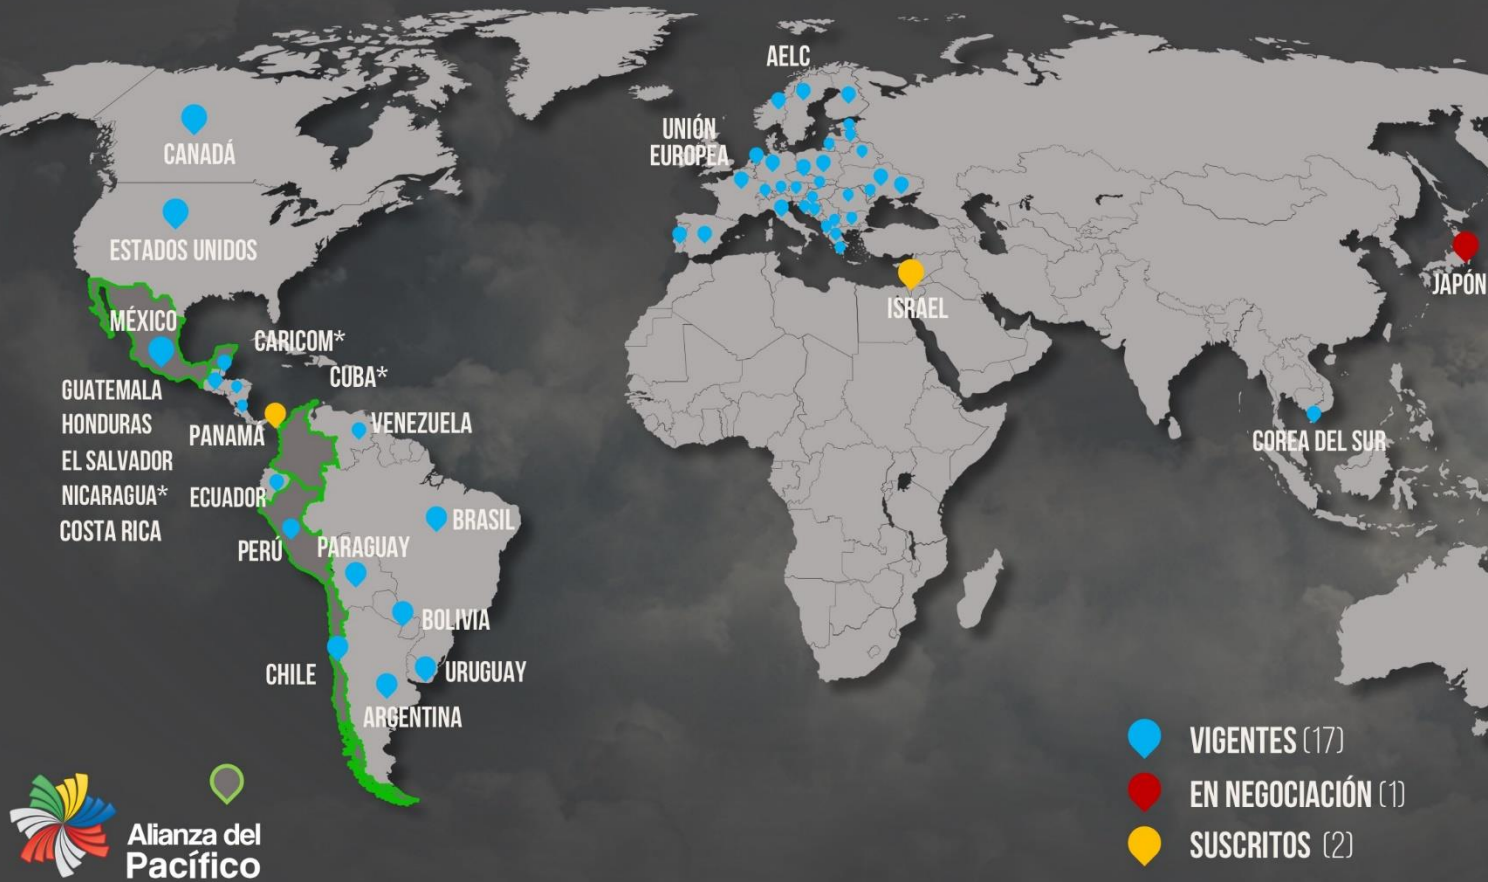 AELC
CANADÁ
UNIÓN
EUROPEA
ESTADOS UNIDOS
JAPÓN
ISRAEL
MÉXICO
CARICOM*
CUBA*
GUATEMALA
HONDURAS
PANAMÁ
VENEZUELA
COREA DEL SUR
EL SALVADOR
NICARAGUA*
ECUADOR
COSTA RICA
BRASIL
PERÚ
PARAGUAY
BOLIVIA
CHILE
URUGUAY
ARGENTINA
VIGENTES (17)
EN NEGOCIACIÓN (1)
SUSCRITOS (2)
Alianza del
Pacífico